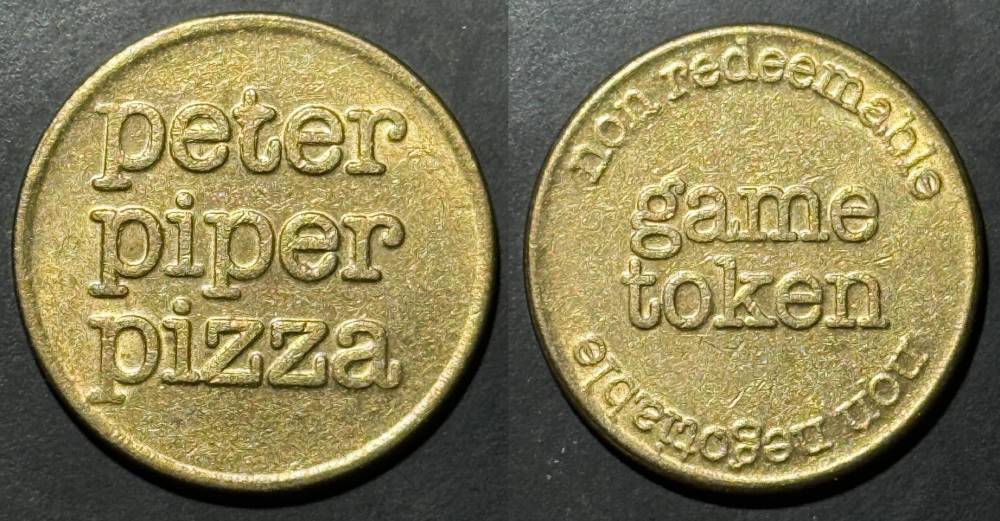 peter
piper
pizza
non redeemable
game
token
non negotiable